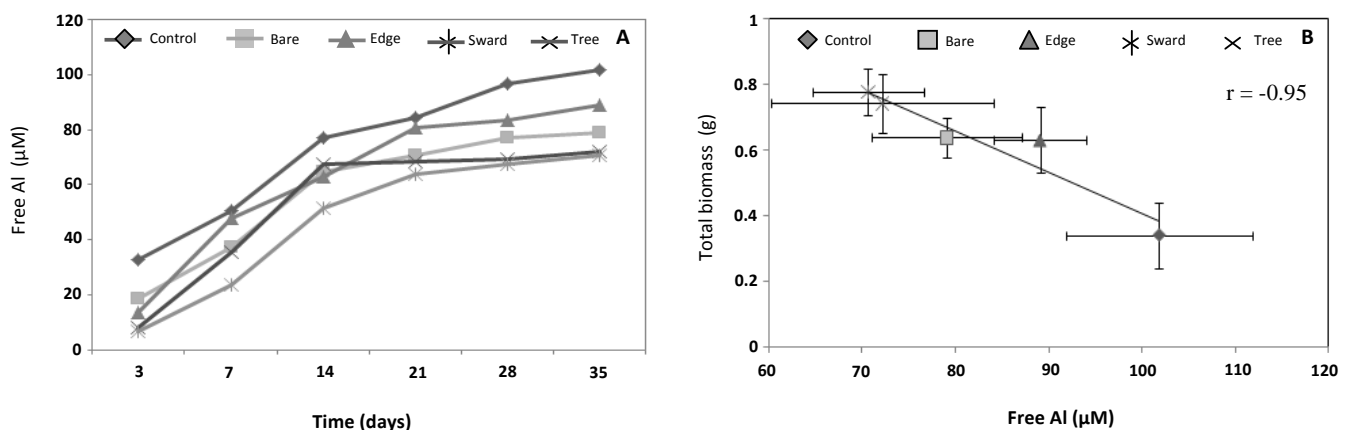 Control Bare Edge Sward Tree A
Free Al (µM)
120
100
80
60
40
20
0
3 7 14 21 28 35
Time (days)
Control Bare Edge Sward Tree B
r = -0.95
Total biomass (g)
1
0.8
0.6
0.4
0.2
0
60 70 80 90 100 110 120
Free Al (µM)